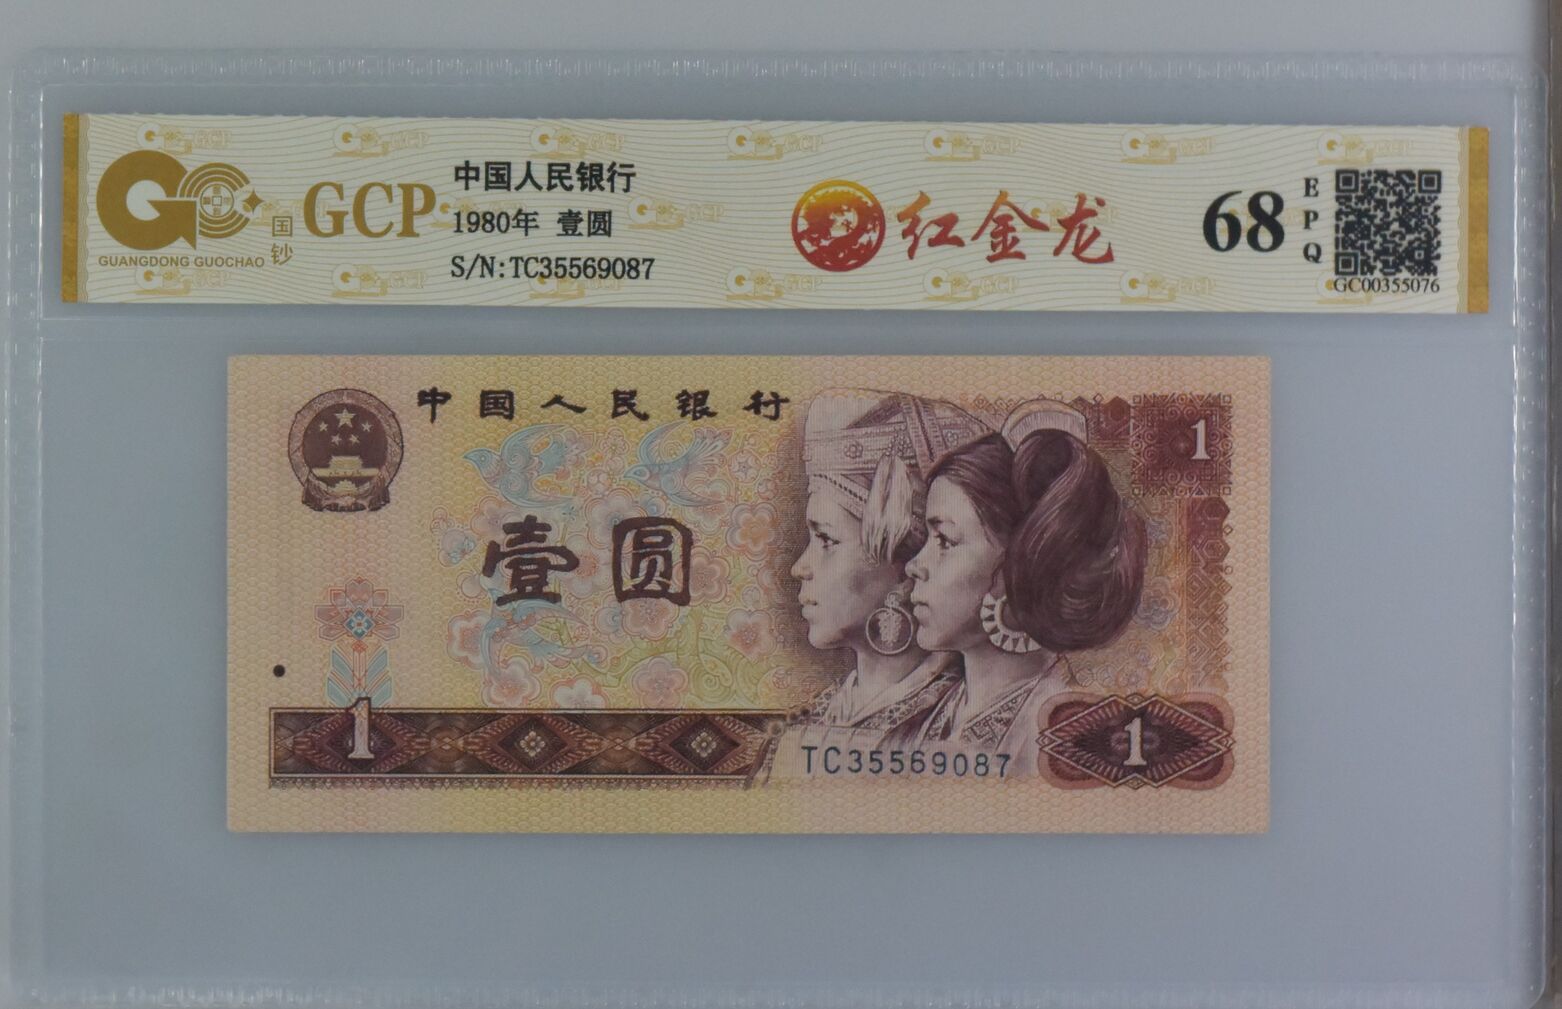 GUANGDONG GUOCHAO
国钞
GCP
中国人民银行
1980年 壹圆
S/N:TC35569087
红金龙
68
EPQ
GC00355076
中国人民银行
1
壹圆
1
TC35569087
1